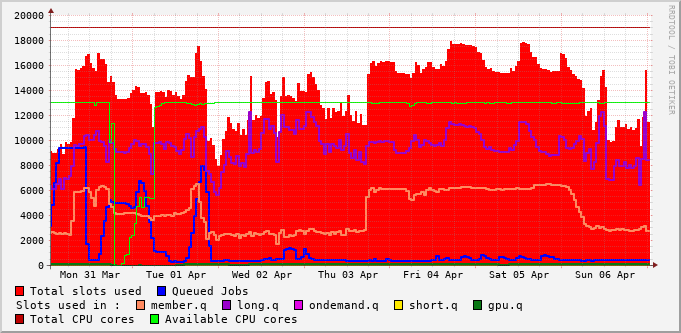 RRDTOOL / TOBI OETIKER
20000
18000
16000
14000
12000
10000
8000
6000
4000
2000
0
Mon 31 Mar Tue 01 Apr Wed 02 Apr Thu 03 Apr Fri 04 Apr Sat 05 Apr Sun 06 Apr
Total slots used Queued Jobs
Slots used in : member.q long.q ondemand.q short.q gpu.q
Total CPU cores Available CPU cores